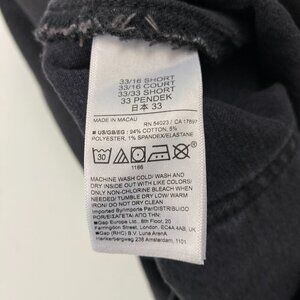 33/16 SHORT
33/16 COURT
33/33 SHORT
33 PENDEK
日本 33
MADE IN MACAU
RN 54023 / CA 17897
■ US/GB/EG: 94% COTTON, 5%
POLYESTER, 1% SPANDEX/ELASTANE
30
1166
MACHINE WASH COLD/ WASH AND
DRY INSIDE OUT WITH LIKE COLORS/
ONLY NON-CHLORINE BLEACH WHEN
NEEDED/ TUMBLE DRY LOW WARM
IRON/ DO NOT DRY CLEAN
Imported By/Importé Par/DISTRIBUIDO
POR/
■Gap Europe Ltd, 6th Floor, 20
Farringdon Street, London, EC4A 4AB, UK
■Gap (RHC) B.V. Luna ArenA
Herikerbergweg 238 Amsterdam, 1101